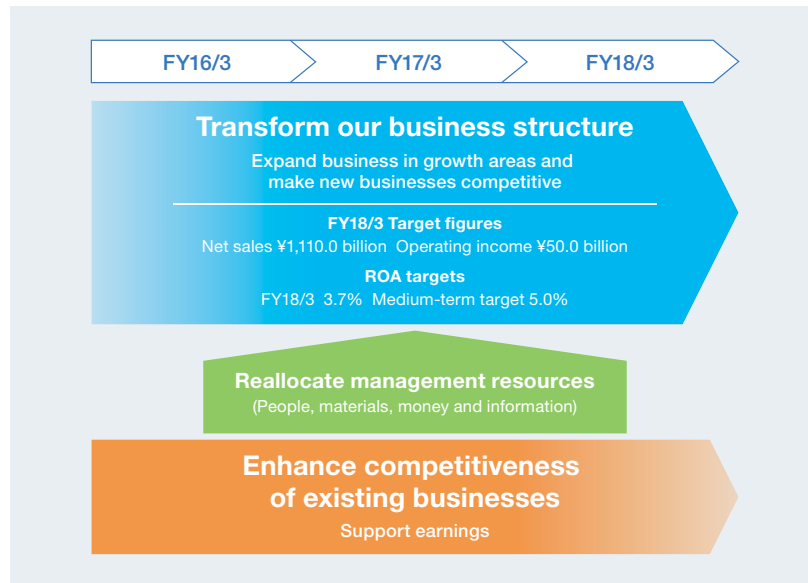 FY16/3 FY17/3 FY18/3
Transform our business structure
Expand business in growth areas and
make new businesses competitive
FY18/3 Target figures
Net sales ¥1,110.0 billion Operating income ¥50.0 billion
ROA targets
FY18/3 3.7% Medium-term target 5.0%
Reallocate management resources
(People, materials, money and information)
Enhance competitiveness
of existing businesses
Support earnings